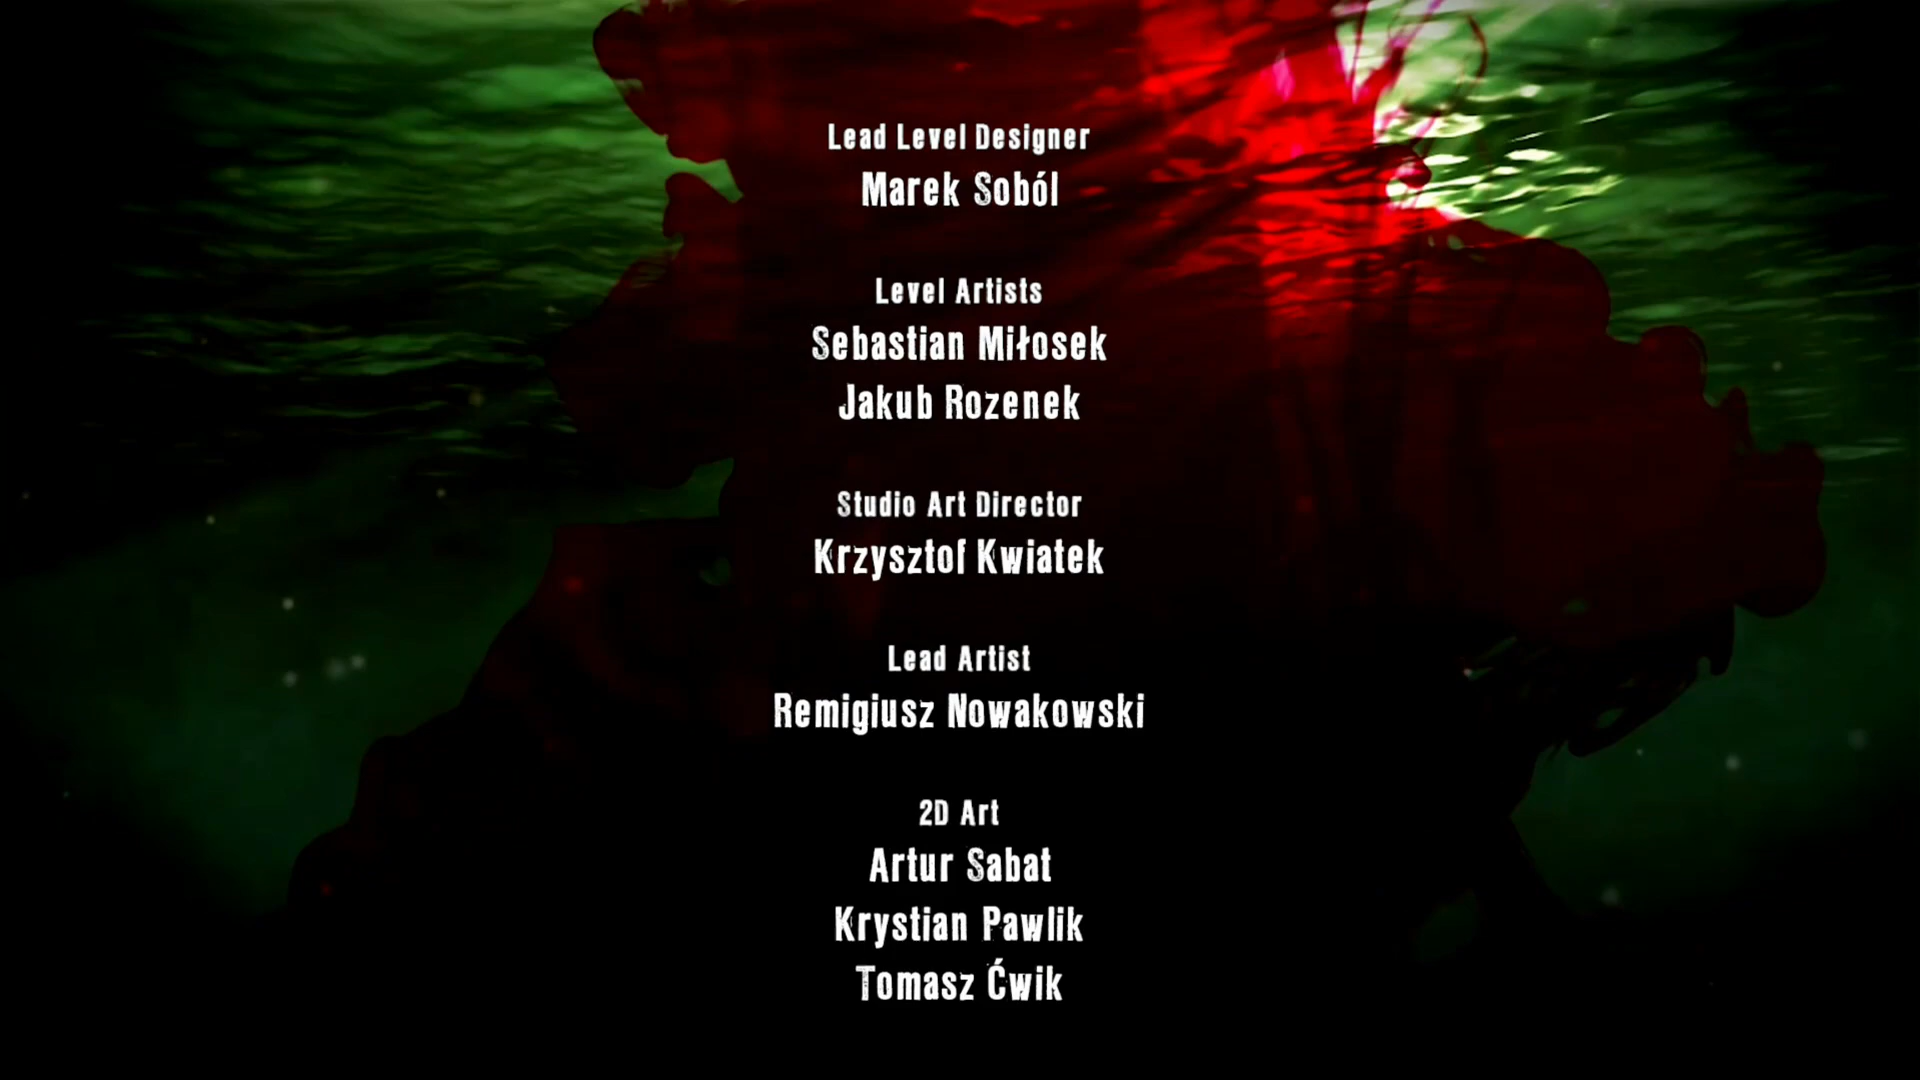 Lead Level Designer
Marek Soból
Level Artists
Sebastian Miłosek
Jakub Rozenek
Studio Art Director
Krzysztof Kwiatek
Lead Artist
Remigiusz Nowakowski
2D Art
Artur Sabat
Krystian Pawlik
Tomasz Ćwik